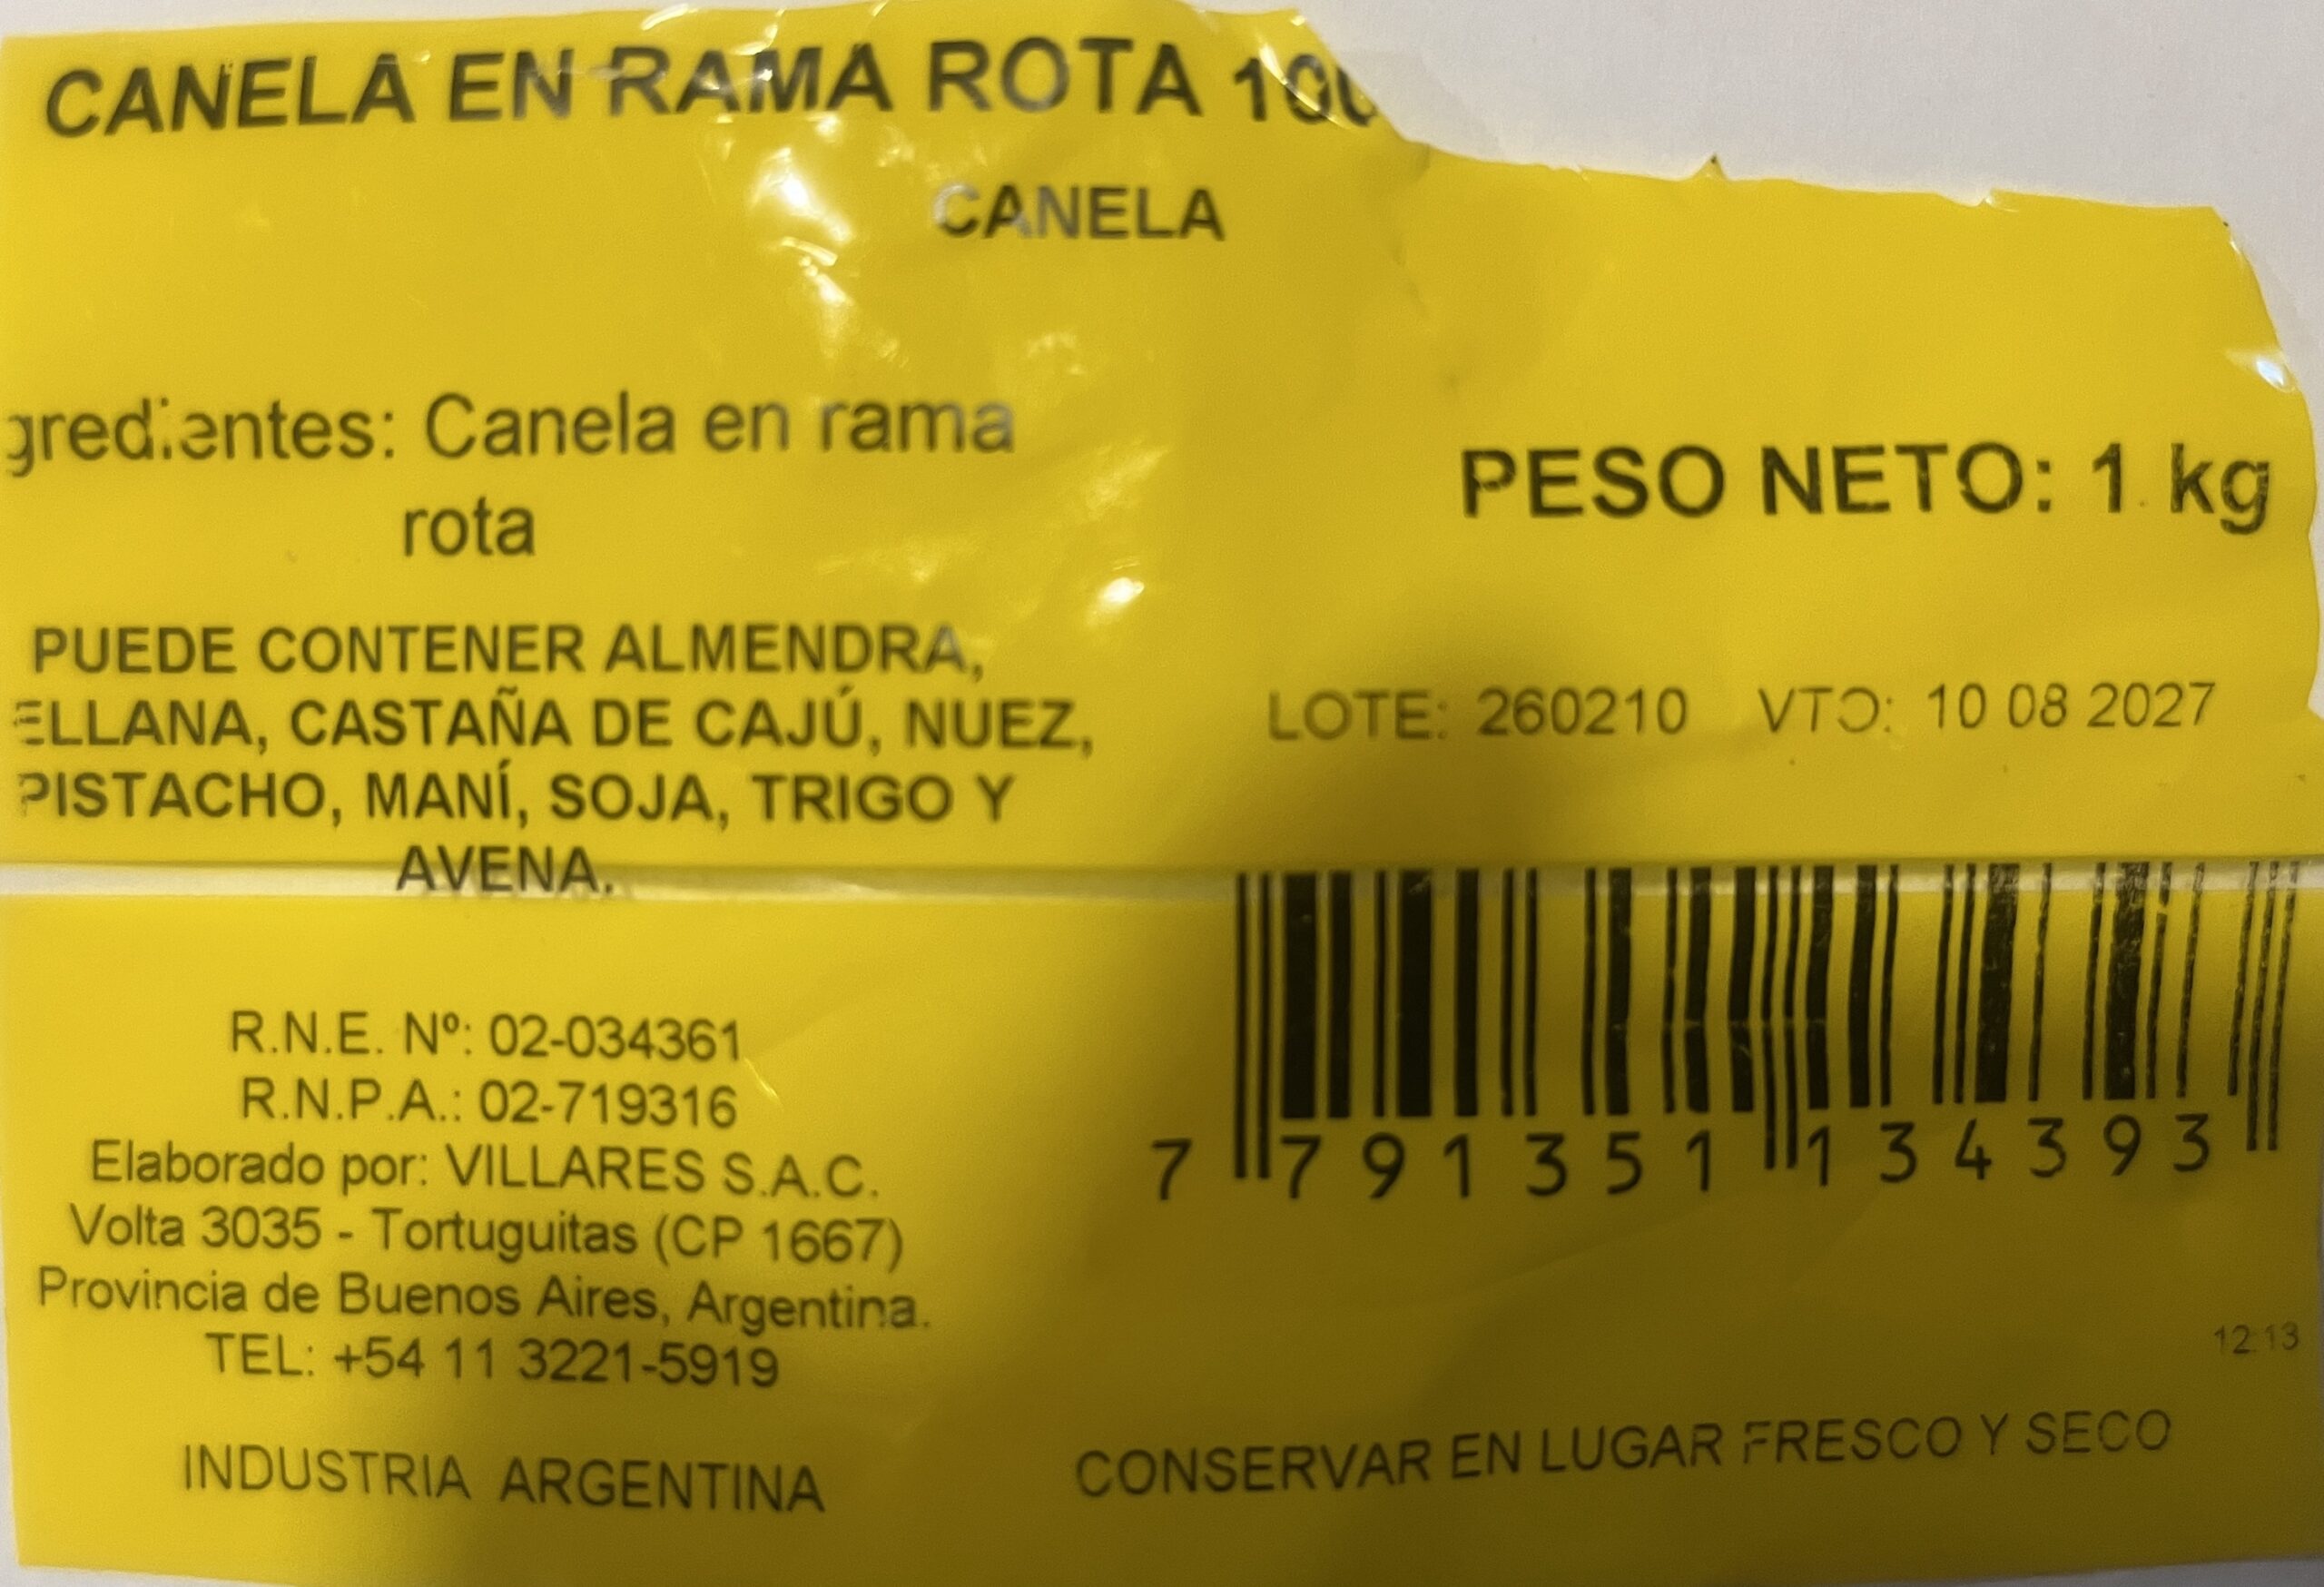 CANELA EN RAMA ROTA 100
CANELA
gredientes: Canela en rama
rota
PESO NETO: 1 kg
PUEDE CONTENER ALMENDRA,
ELLANA, CASTAÑA DE CAJÚ, NUEZ,
PISTACHO, MANÍ, SOJA, TRIGO Y
AVENA.
LOTE: 260210 VTO: 10 08 2027
R.N.E. Nº: 02-034361
R.N.P.A.: 02-719316
Elaborado por: VILLARES S.A.C.
Volta 3035 - Tortuguitas (CP 1667)
Provincia de Buenos Aires, Argentina.
TEL: +54 11 3221-5919
INDUSTRIA ARGENTINA
7 791351 134393
12:13
CONSERVAR EN LUGAR FRESCO Y SECO